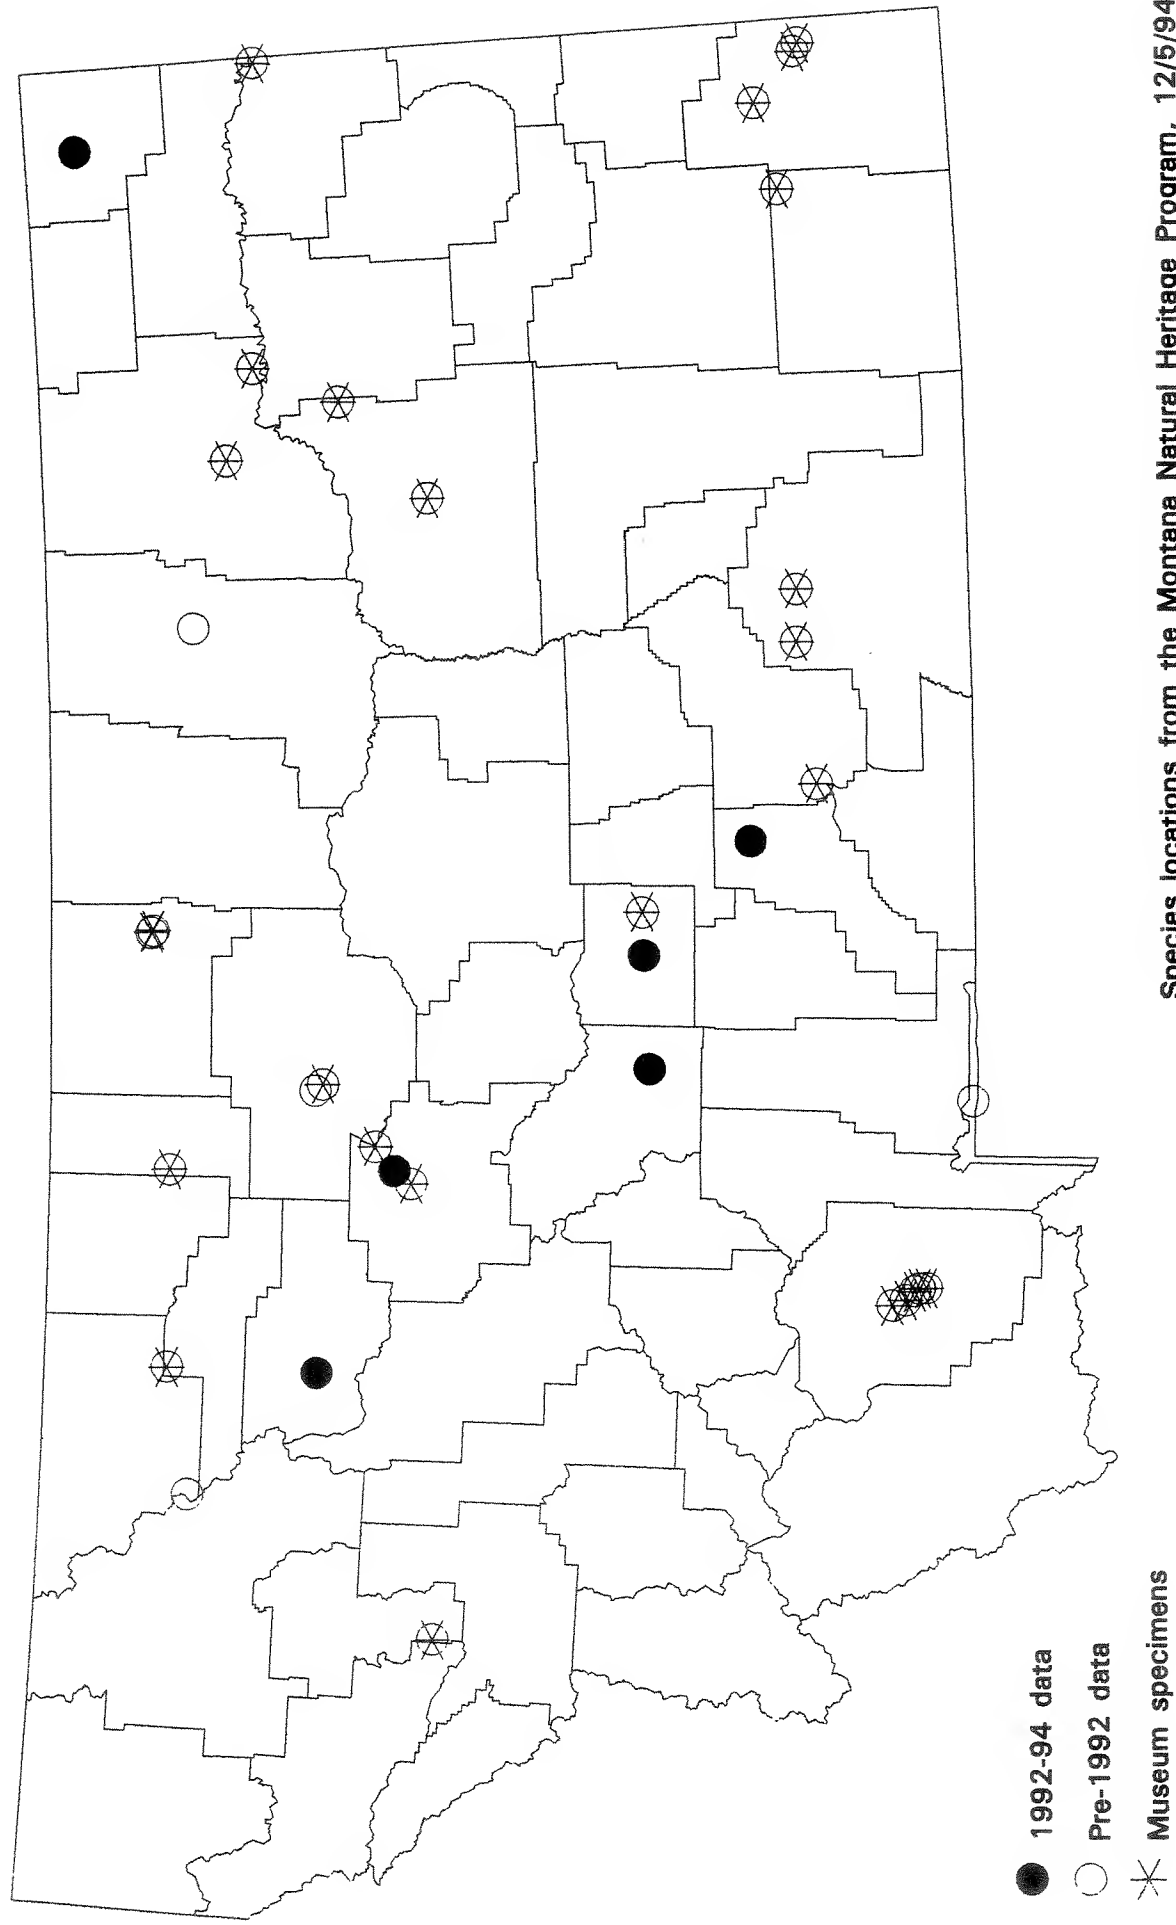 1992-94 data
Pre-1992 data
Museum specimens
Species locations from the Montana Natural Heritage Program, 12/5/94